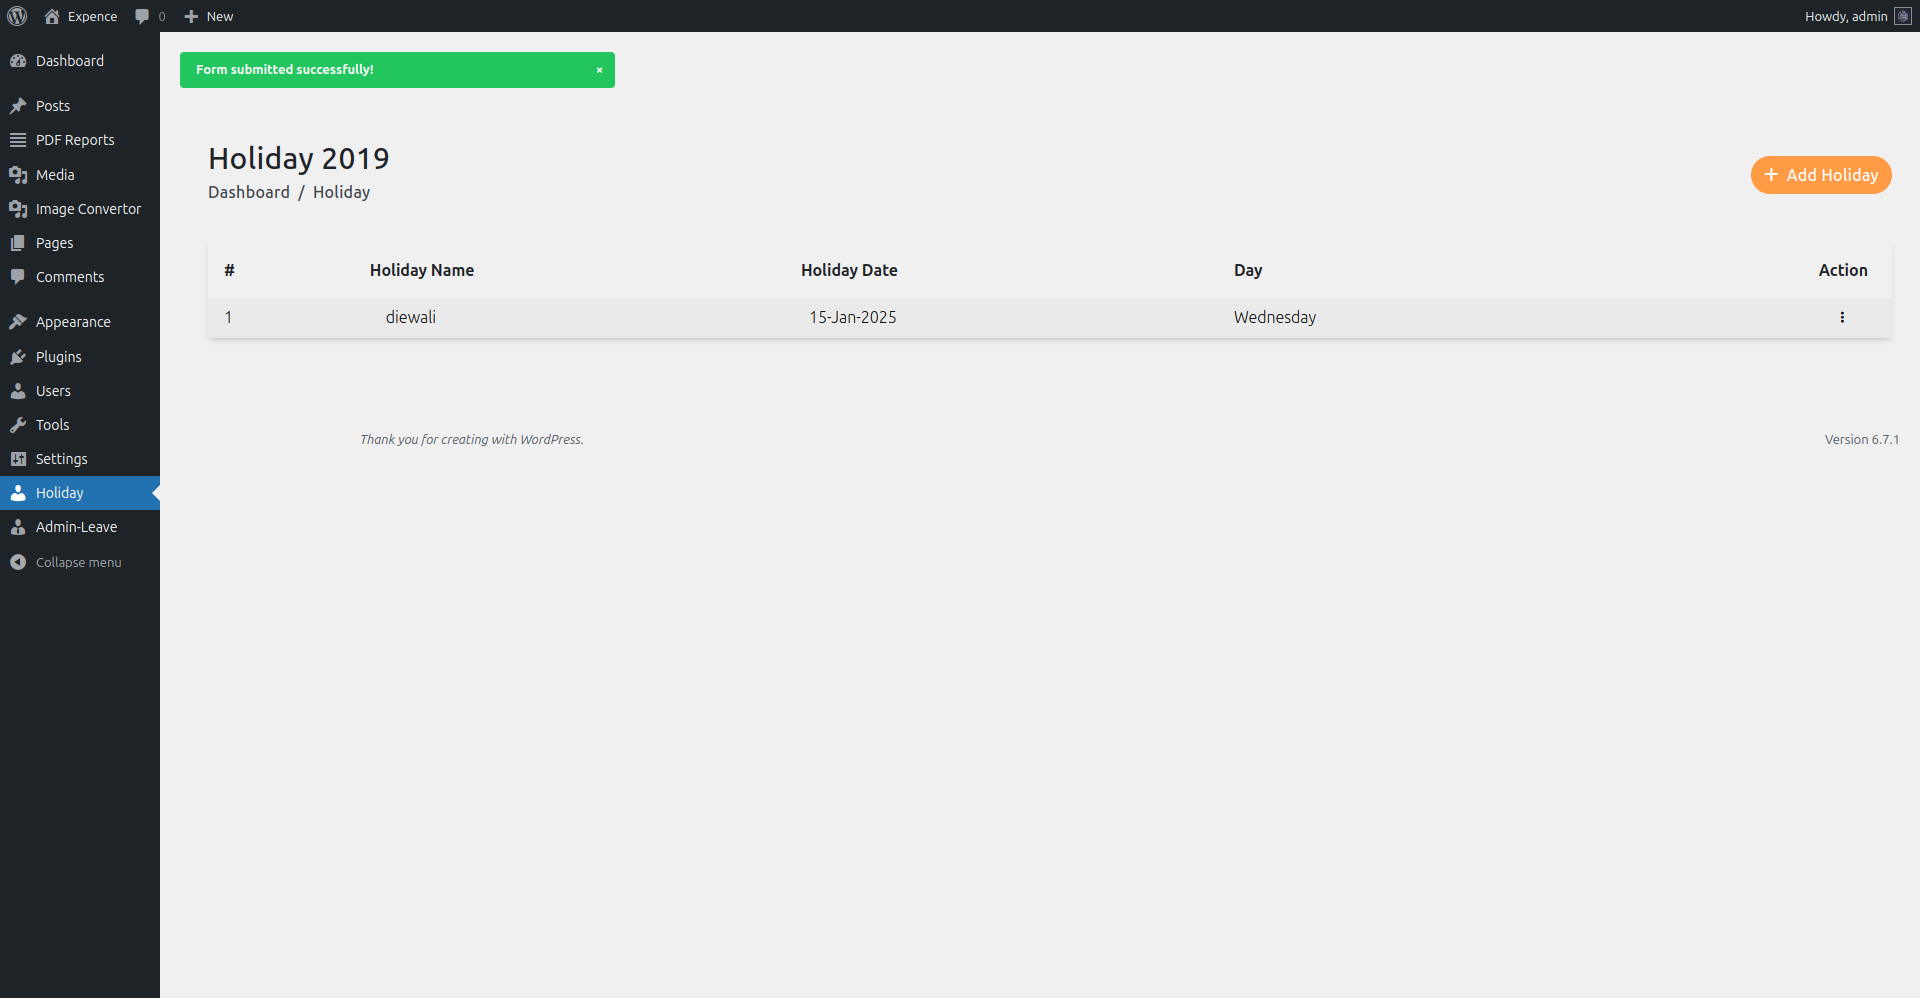 Expence 0 New Howdy, admin
Dashboard
Posts
PDF Reports
Media
Image Convertor
Pages
Comments
Appearance
Plugins
Users
Tools
Settings
Holiday
Admin-Leave
Collapse menu
Form submitted successfully! ×
Holiday 2019
Dashboard / Holiday
+ Add Holiday
# Holiday Name Holiday Date Day Action
1 diewali 15-Jan-2025 Wednesday
Thank you for creating with WordPress. Version 6.7.1